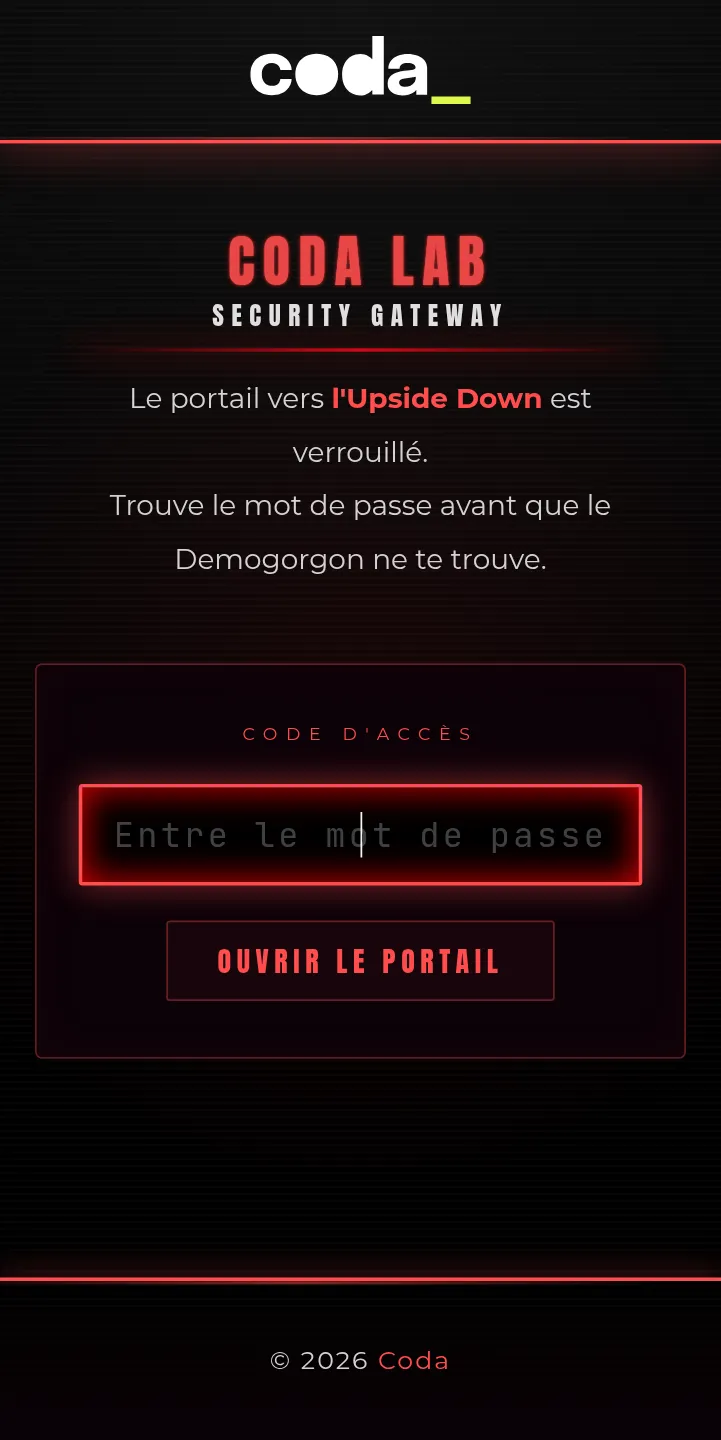 coda_
CODA LAB
SECURITY GATEWAY
Le portail vers l'Upside Down est
verrouillé.
Trouve le mot de passe avant que le
Demogorgon ne te trouve.
CODE D'ACCÈS
Entre le mot de passe
OUVRIR LE PORTAIL
© 2026 Coda